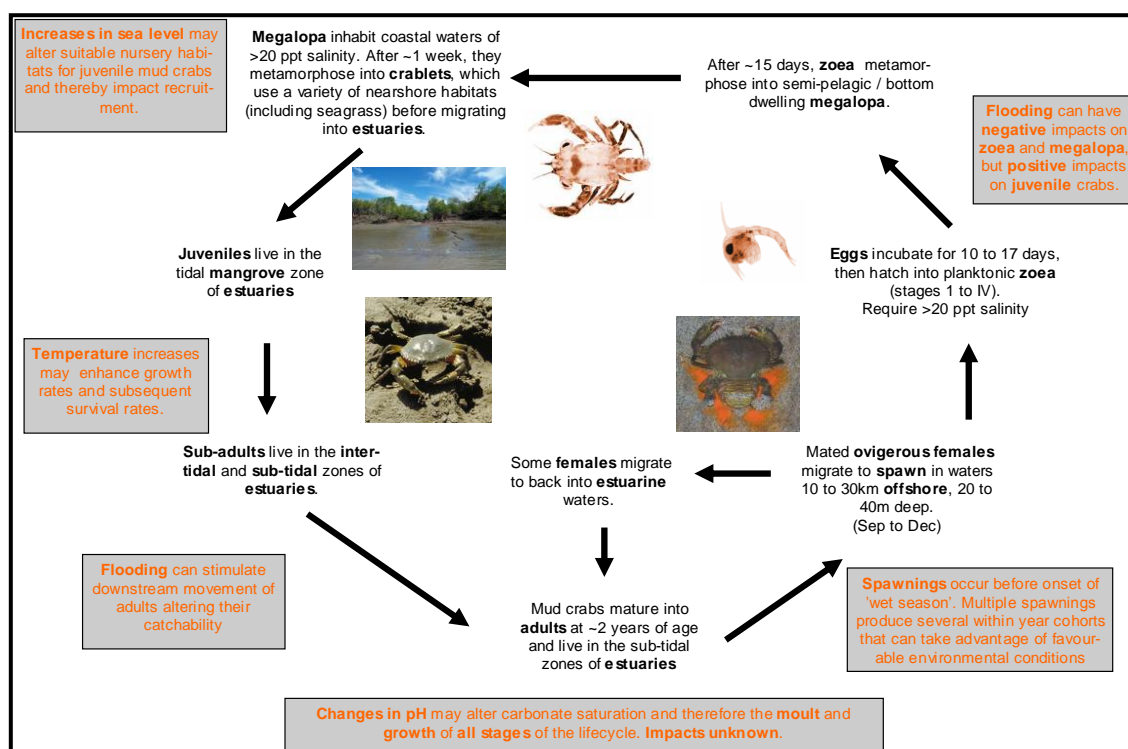 Increases in sea level may
alter suitable nursery habi-
tats for juvenile mud crabs
and thereby impact recruit-
ment.
Megalopa inhabit coastal waters of
>20 ppt salinity. After ~1 week, they
metamorphose into crablets, which
use a variety of nearshore habitats
(including seagrass) before migrating
into estuaries.
After ~15 days, zoea metamor-
phose into semi-pelagic / bottom
dwelling megalopa.
Flooding can have
negative impacts on
zoea and megalopa,
but positive impacts
on juvenile crabs.
Juveniles live in the
tidal mangrove zone
of estuaries
Eggs incubate for 10 to 17 days,
then hatch into planktonic zoea
(stages 1 to IV).
Require >20 ppt salinity
Temperature increases
may enhance growth
rates and subsequent
survival rates.
Sub-adults live in the inter-
tidal and sub-tidal zones of
estuaries.
Some females migrate
to back into estuarine
waters.
Mated ovigerous females
migrate to spawn in waters
10 to 30km offshore, 20 to
40m deep.
(Sep to Dec)
Flooding can stimulate
downstream movement of
adults altering their
catchability
Mud crabs mature into
adults at ~2 years of age
and live in the sub-tidal
zones of estuaries
Spawnings occur before onset of
'wet season'. Multiple spawnings
produce several within year cohorts
that can take advantage of favour-
able environmental conditions
Changes in pH may alter carbonate saturation and therefore the moult and
growth of all stages of the lifecycle. Impacts unknown.